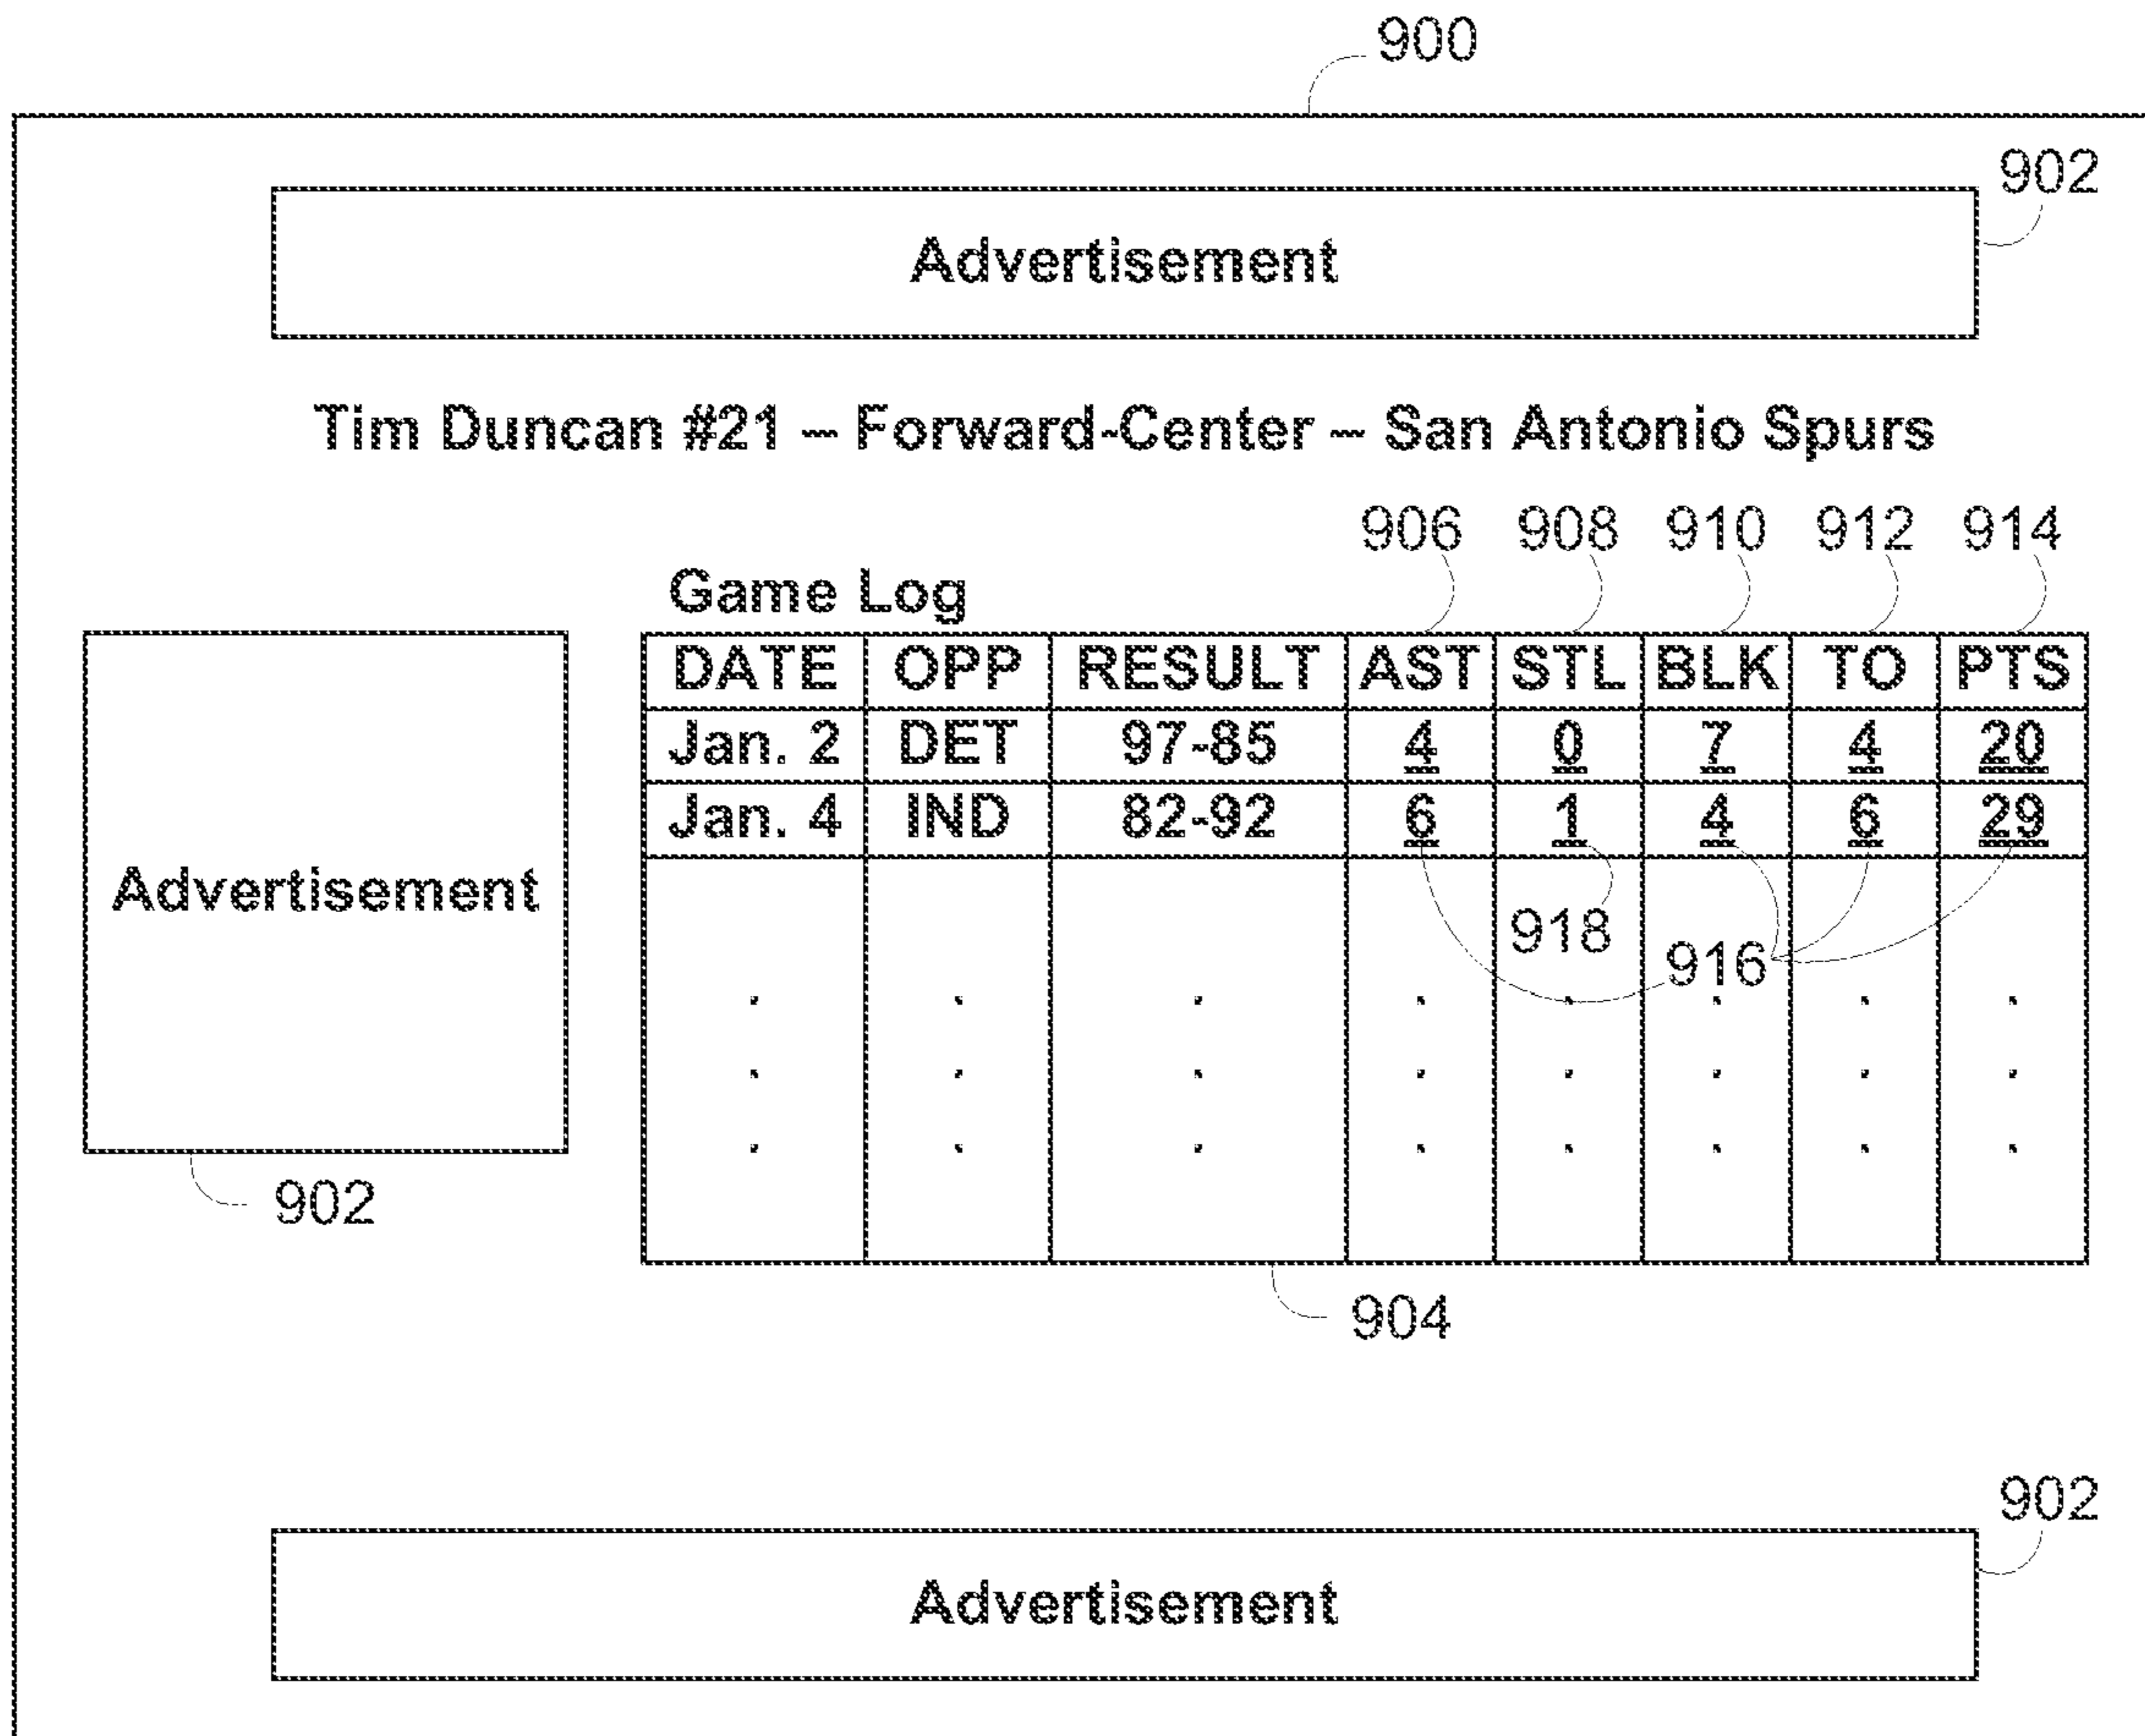 900
902
Advertisement
Tim Duncan #21 – Forward-Center – San Antonio Spurs
906 908 910 912 914
Game Log
DATE OPP RESULT AST STL BLK TO PTS
Jan. 2 DET 97-85 4 0 7 4 20
Jan. 4 IND 82-92 6 1 4 6 29
Advertisement
918
916
902
904
902
Advertisement